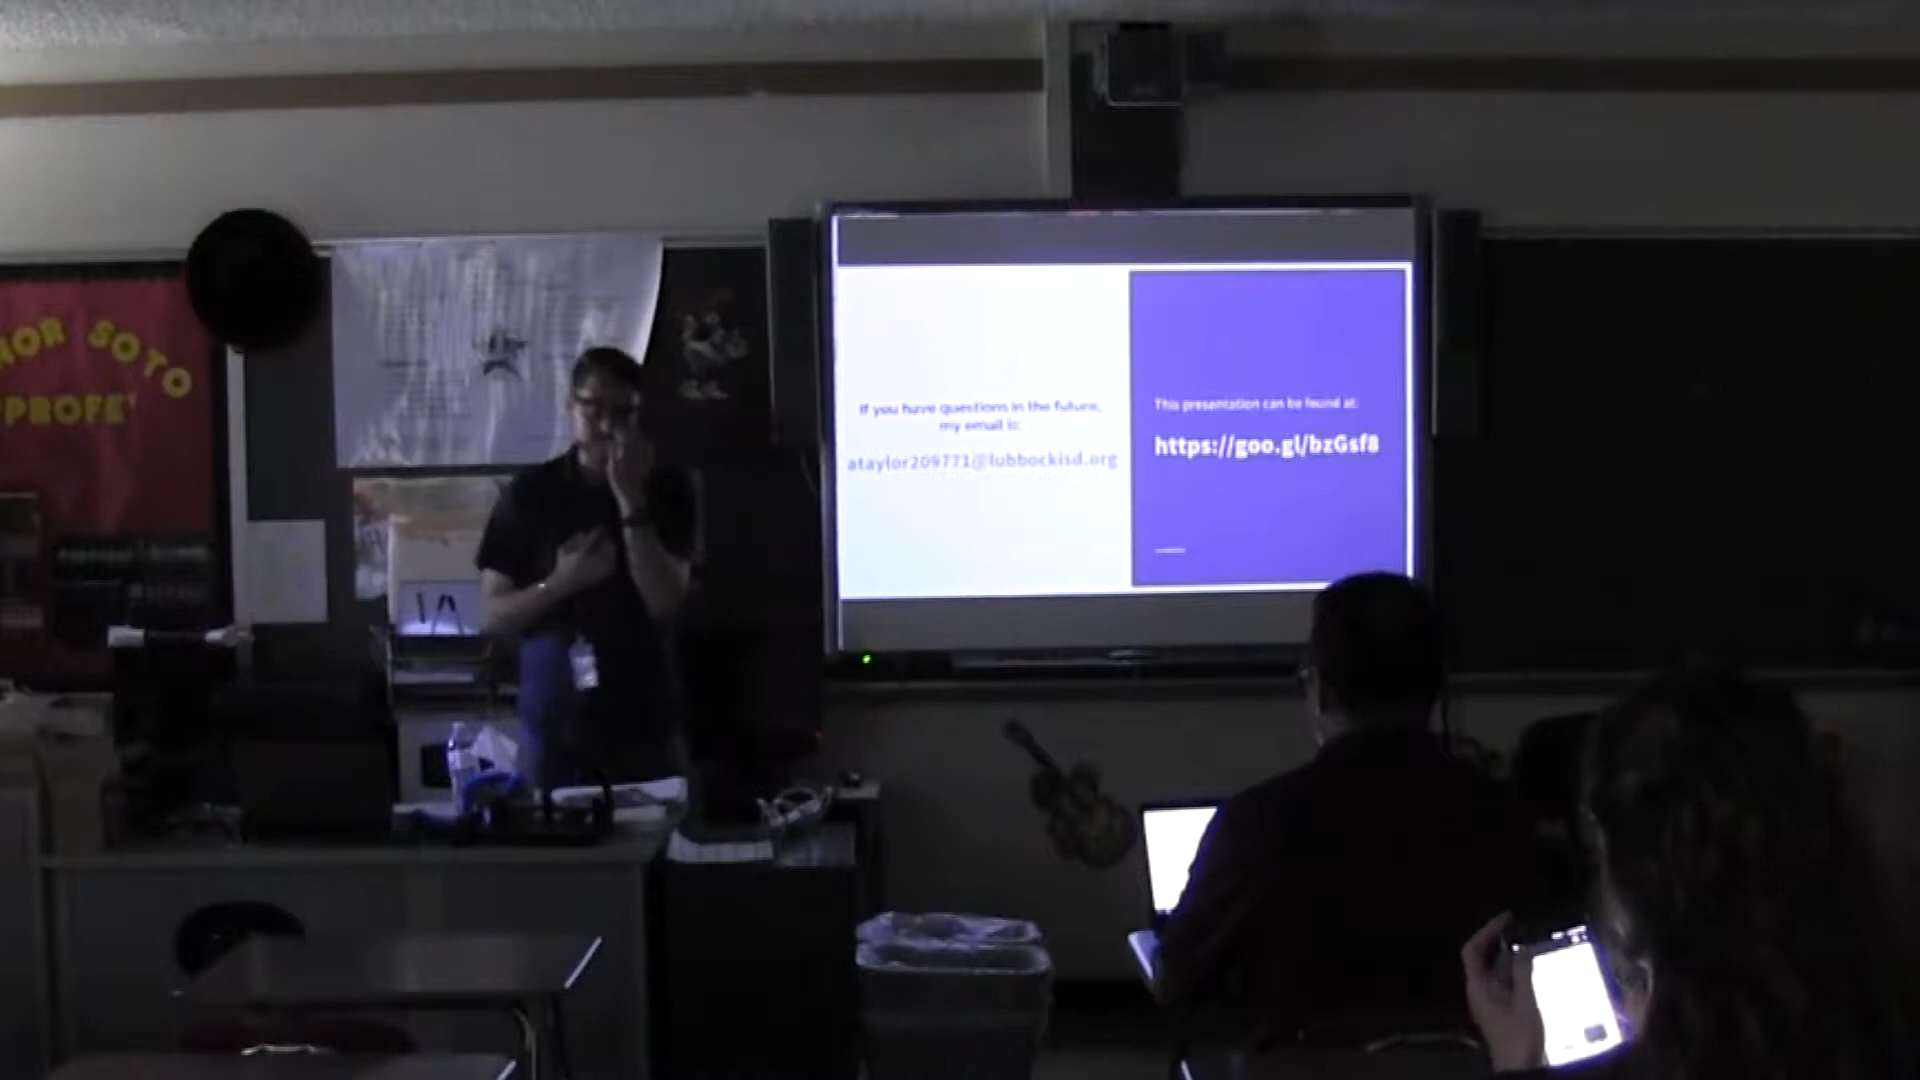 SOTO
"PROFE"
If you have questions in the future,
my email is:
ataylor209771@lubbockisd.org
This presentation can be found at:
https://goo.gl/bzGsf8